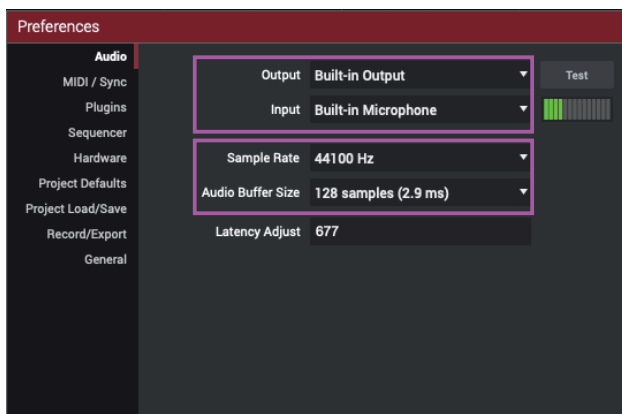 Preferences
Audio
MIDI / Sync
Plugins
Sequencer
Hardware
Project Defaults
Project Load/Save
Record/Export
General
Output Built-in Output Test
Input Built-in Microphone
Sample Rate 44100 Hz
Audio Buffer Size 128 samples (2.9 ms)
Latency Adjust 677